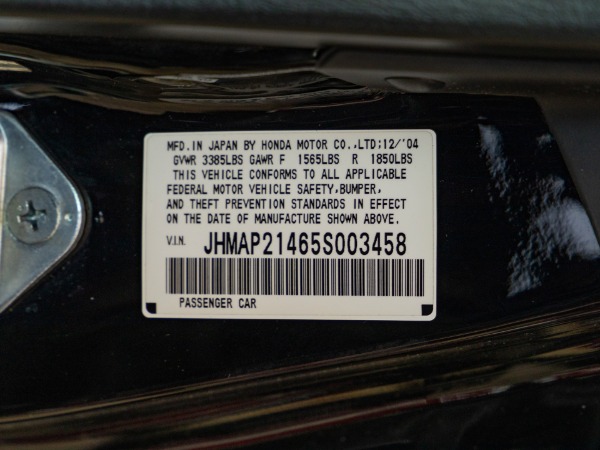 MFD. IN JAPAN BY HONDA MOTOR CO., LTD; 12/'04
GVWR 3385LBS GAWR F 1565LBS R 1850LBS
THIS VEHICLE CONFORMS TO ALL APPLICABLE
FEDERAL MOTOR VEHICLE SAFETY, BUMPER,
AND THEFT PREVENTION STANDARDS IN EFFECT
ON THE DATE OF MANUFACTURE SHOWN ABOVE.
V.I.N. JHMAP21465S003458
PASSENGER CAR